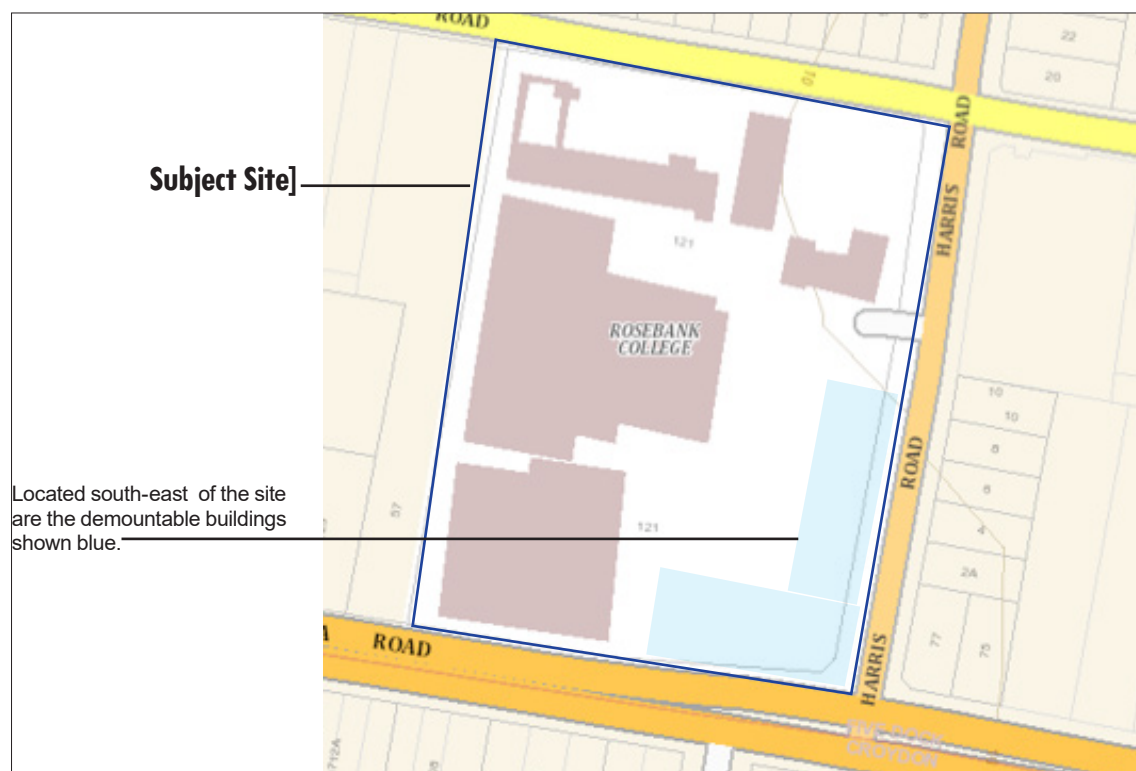 ROAD
22
20
10
ROAD
HARRIS
Subject Site]
121
ROSEBANK
COLLEGE
10
10
8
6
4
2A
ROAD
Located south-east of the site
are the demountable buildings
shown blue.
57
121
77
75
HARRIS
A ROAD
FIVE DOCK
CROYDON
712A